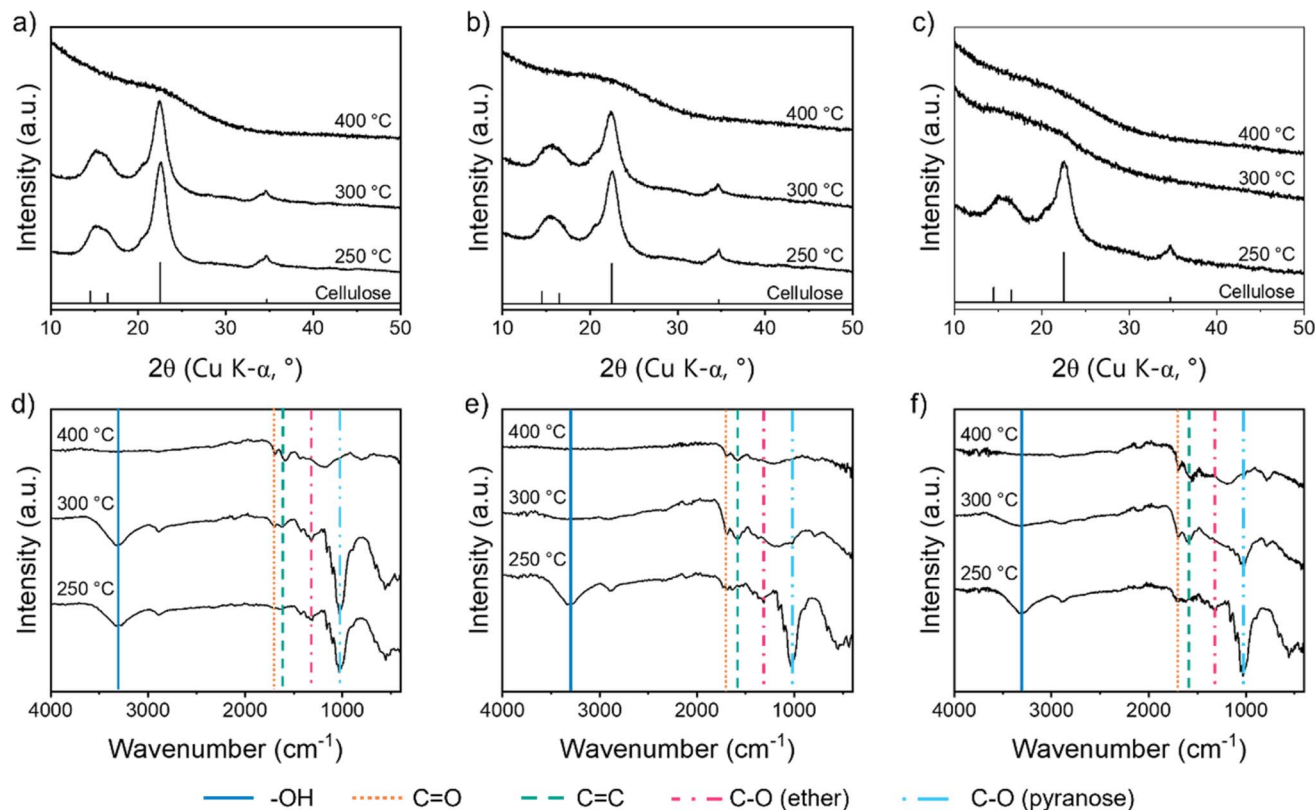 a)
Intensity (a.u.)
400 °C
300 °C
250 °C
Cellulose
10 20 30 40 50
2θ (Cu K-α, °)
b)
Intensity (a.u.)
400 °C
300 °C
250 °C
Cellulose
10 20 30 40 50
2θ (Cu K-α, °)
c)
Intensity (a.u.)
400 °C
300 °C
250 °C
Cellulose
10 20 30 40 50
2θ (Cu K-α, °)
d)
Intensity (a.u.)
400 °C
300 °C
250 °C
4000 3000 2000 1000
Wavenumber (cm⁻¹)
e)
Intensity (a.u.)
400 °C
300 °C
250 °C
4000 3000 2000 1000
Wavenumber (cm⁻¹)
f)
Intensity (a.u.)
400 °C
300 °C
250 °C
4000 3000 2000 1000
Wavenumber (cm⁻¹)
-OH C=O C=C C-O (ether) C-O (pyranose)